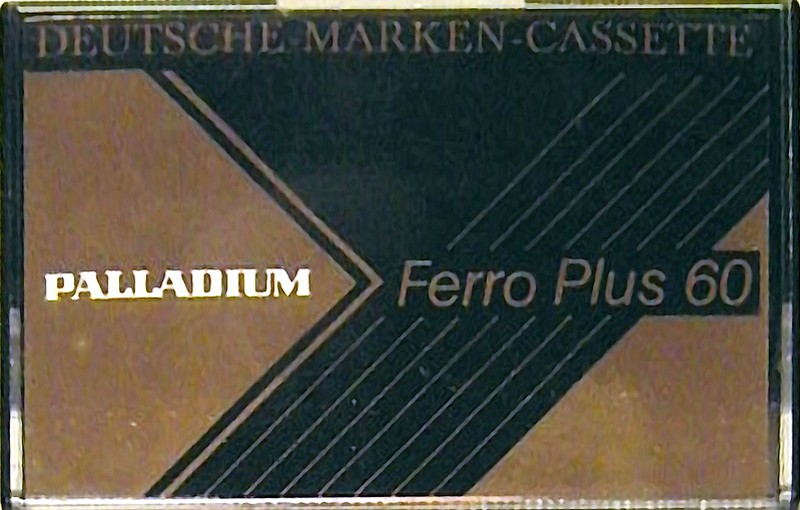 DEUTSCHE-MARKEN-CASSETTE
PALLADIUM
Ferro Plus 60